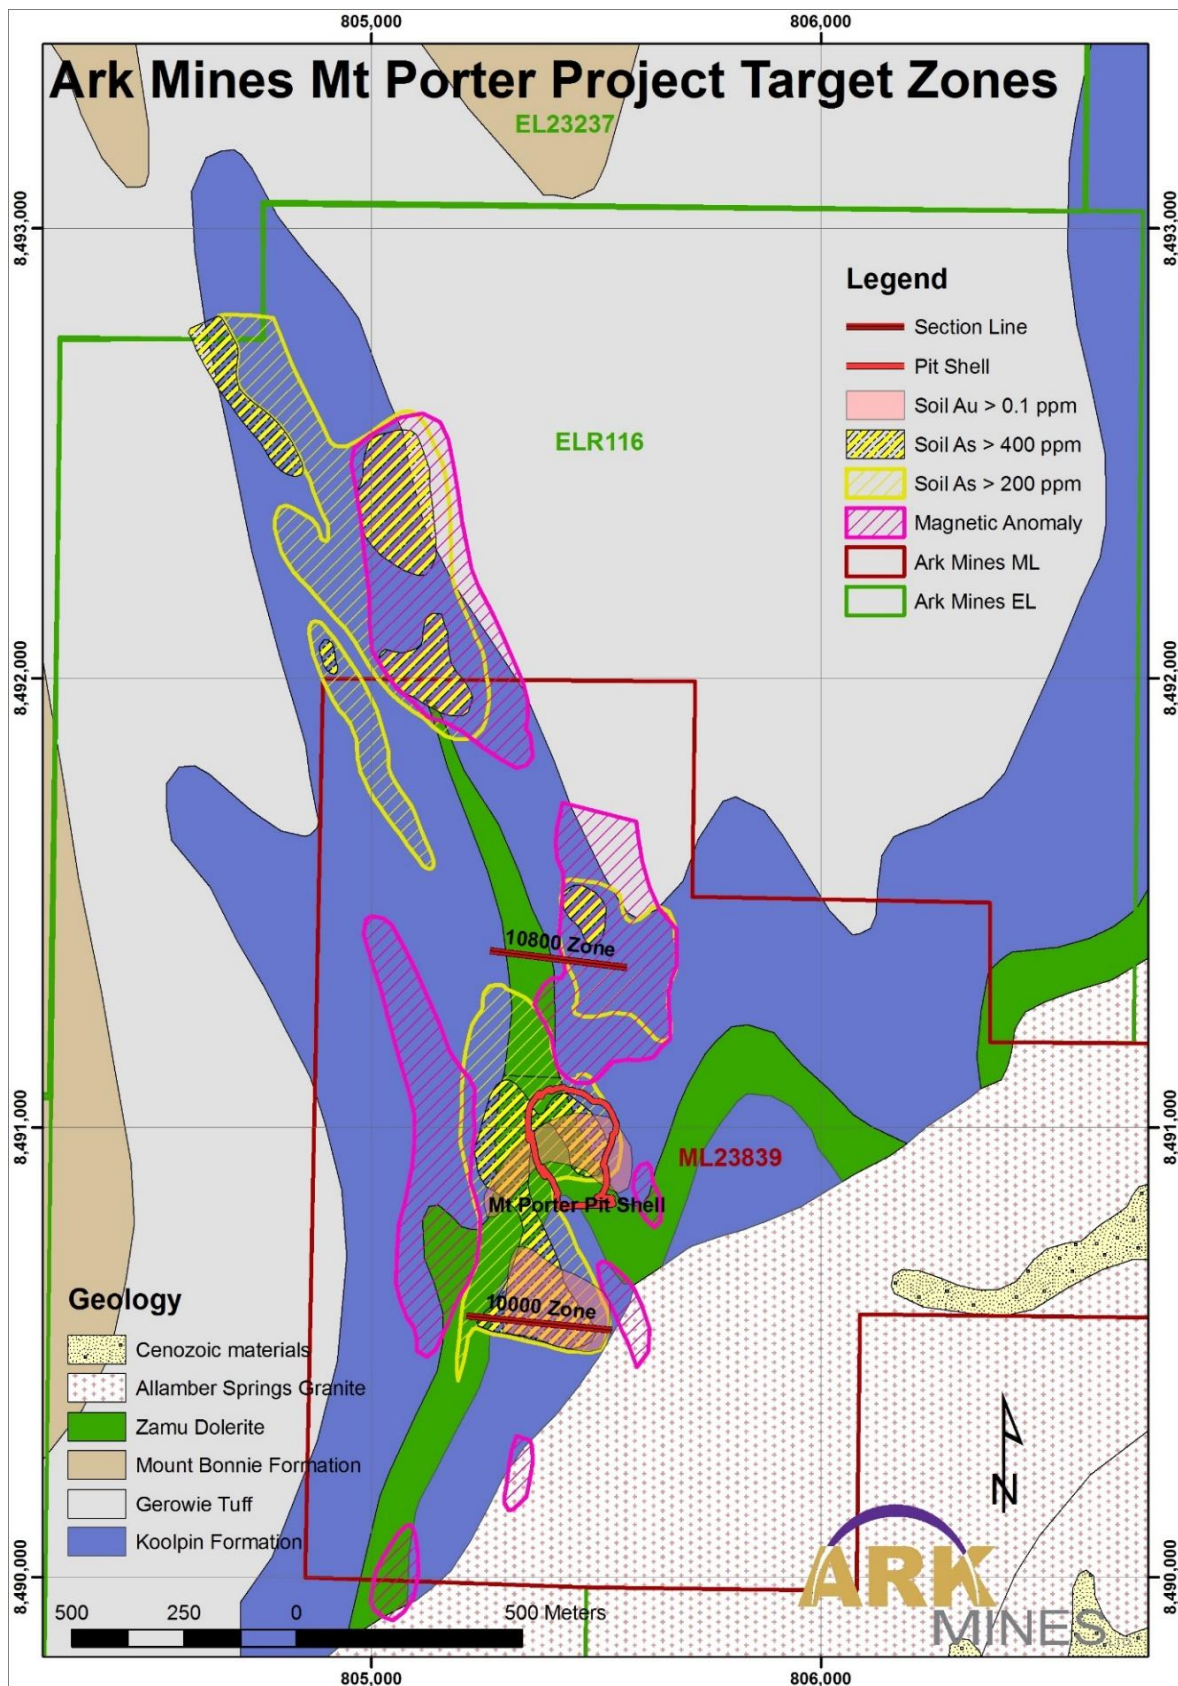 805,000
806,000
Ark Mines Mt Porter Project Target Zones
EL23237
8,493,000
8,493,000
Legend
Section Line
Pit Shell
Soil Au > 0.1 ppm
Soil As > 400 ppm
Soil As > 200 ppm
Magnetic Anomaly
Ark Mines ML
Ark Mines EL
ELR116
8,492,000
8,492,000
10800 Zone
8,491,000
8,491,000
ML23839
Mt Porter Pit Shell
10000 Zone
Geology
Cenozoic materials
Allamber Springs Granite
Zamu Dolerite
Mount Bonnie Formation
Gerowie Tuff
Koolpin Formation
N
ARK
MINES
8,490,000
8,490,000
500 250 0 500 Meters
805,000
806,000